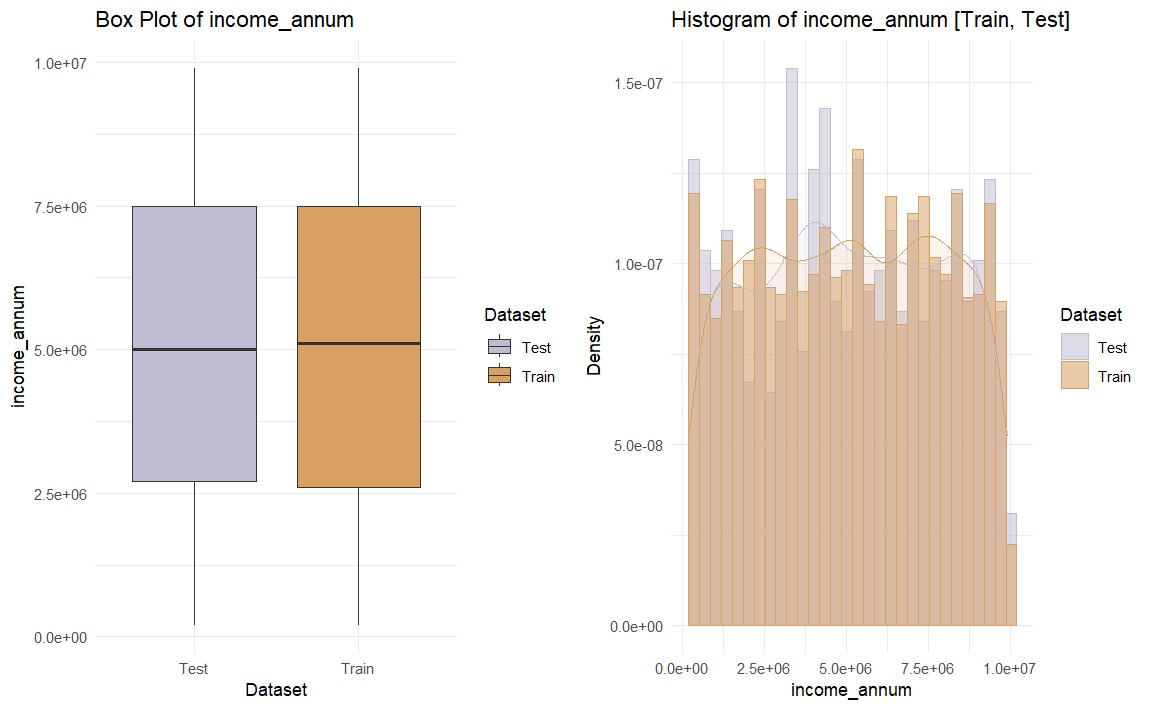 Box Plot of income_annum
1.0e+07
7.5e+06
5.0e+06
2.5e+06
0.0e+00
income_annum
Test
Train
Dataset
Dataset
Test
Train
Histogram of income_annum [Train, Test]
1.5e-07
1.0e-07
5.0e-08
0.0e+00
Density
0.0e+00 2.5e+06 5.0e+06 7.5e+06 1.0e+07
income_annum
Dataset
Test
Train